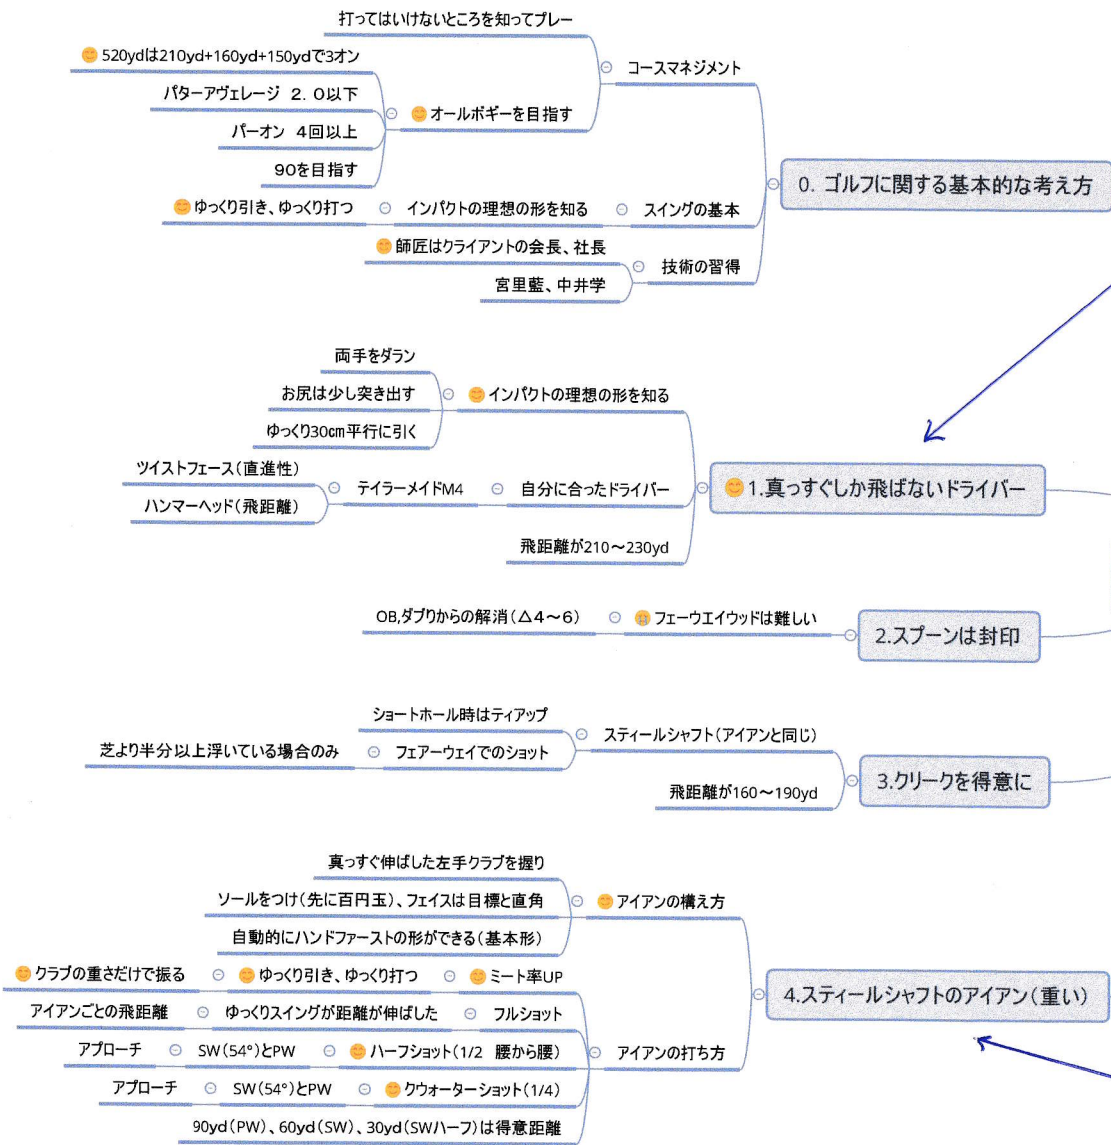 打ってはいけないところを知ってプレー
コースマネジメント
520ydは210yd+160yd+150ydで3オン
パターアヴェレージ 2．0以下
オールボギーを目指す
パーオン 4回以上
90を目指す
0. ゴルフに関する基本的な考え方
ゆっくり引き、ゆっくり打つ
インパクトの理想の形を知る
スイングの基本
師匠はクライアントの会長、社長
技術の習得
宮里藍、中井学
両手をダラン
お尻は少し突き出す
インパクトの理想の形を知る
ゆっくり30㎝平行に引く
ツイストフェース（直進性）
テイラーメイドM4
自分に合ったドライバー
1.真っすぐしか飛ばないドライバー
ハンマーヘッド（飛距離）
飛距離が210～230yd
OB,ダブりからの解消（△4～6）
フェーウエイウッドは難しい
2.スプーンは封印
ショートホール時はティアップ
スティールシャフト（アイアンと同じ）
芝より半分以上浮いている場合のみ
フェアーウェイでのショット
3.クリークを得意に
飛距離が160～190yd
真っすぐ伸ばした左手クラブを握り
ソールをつけ（先に百円玉）、フェイスは目標と直角
アイアンの構え方
自動的にハンドファーストの形ができる（基本形）
クラブの重さだけで振る
ゆっくり引き、ゆっくり打つ
ミート率UP
4.スティールシャフトのアイアン（重い）
アイアンごとの飛距離
ゆっくりスイングが距離が伸ばした
フルショット
アプローチ
SW（54°）とPW
ハーフショット（1/2 腰から腰）
アイアンの打ち方
アプローチ
SW（54°）とPW
クウォーターショット（1/4）
90yd（PW）、60yd（SW）、30yd（SWハーフ）は得意距離